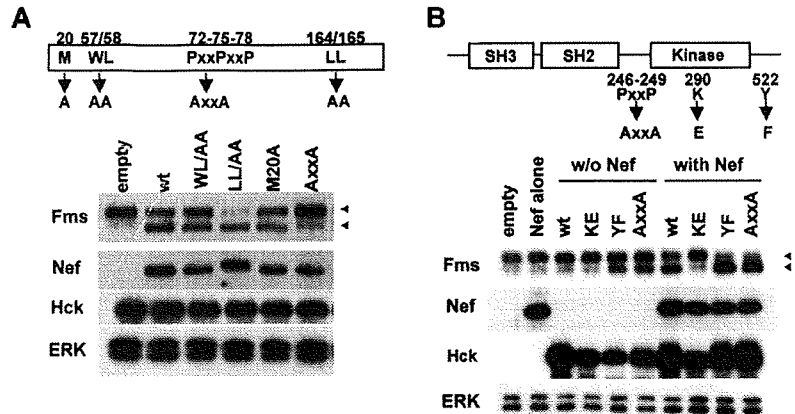 A
20 57/58 72-75-78 164/165
M WL PxxPxxP LL
A AA AxxA AA
empty
wt
WL/AA
LL/AA
M20A
AxxA
Fms
Nef
Hck
ERK
B
SH3 SH2 Kinase
246-249 290 522
PxxP K Y
AxxA E F
w/o Nef with Nef
empty
Nef alone
wt
KE
YF
AxxA
wt
KE
YF
AxxA
Fms
Nef
Hck
ERK